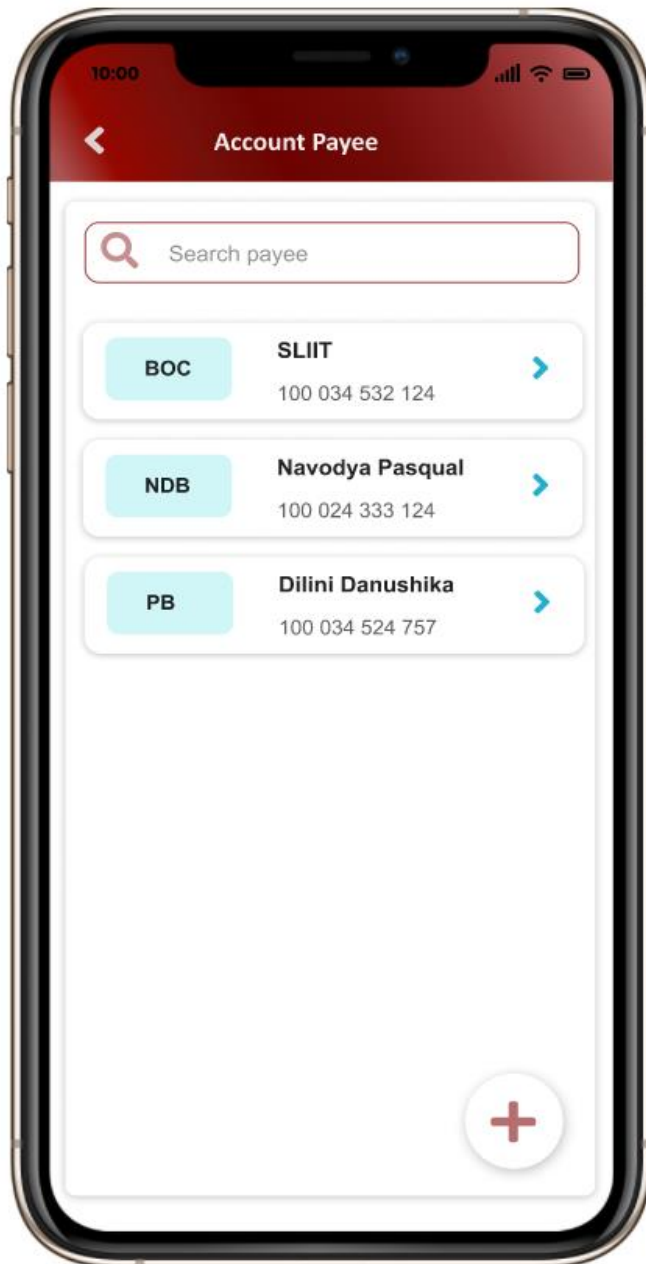 10:00
Account Payee
Search payee
BOC
SLIIT
100 034 532 124
NDB
Navodya Pasqual
100 024 333 124
PB
Dilini Danushika
100 034 524 757